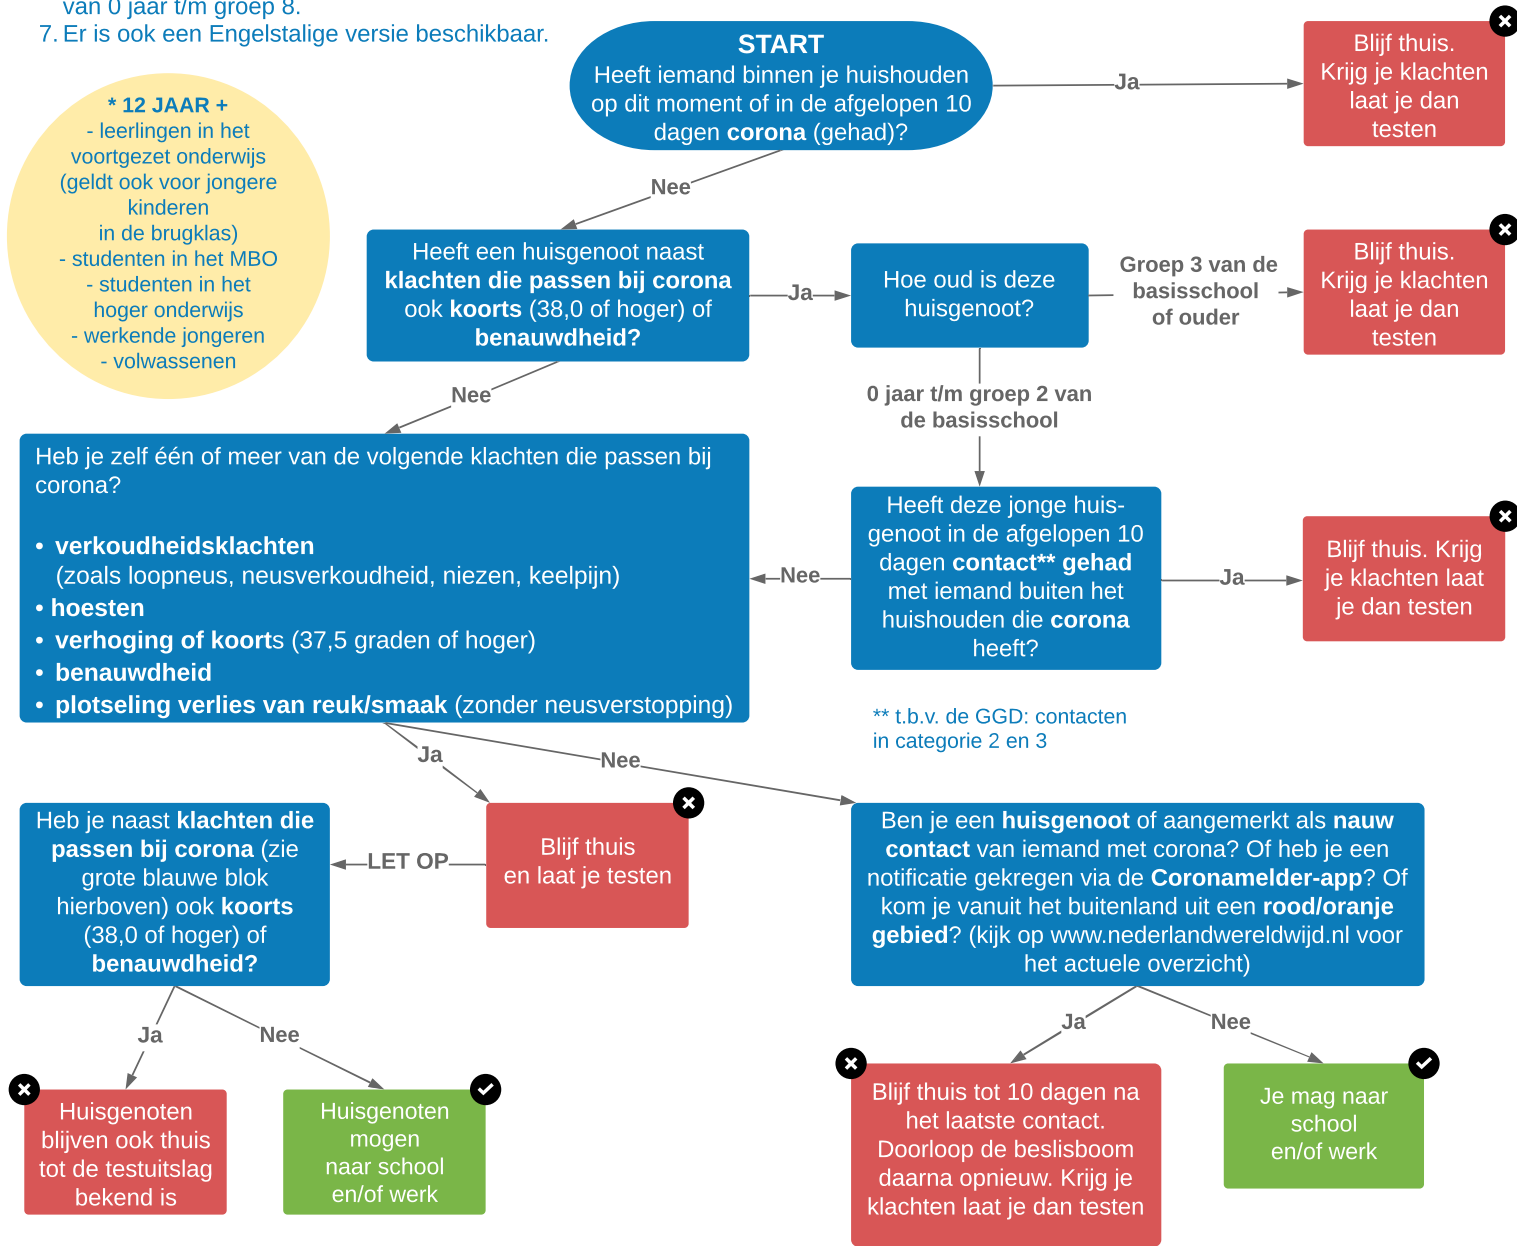 van 0 jaar t/m groep 8.
7. Er is ook een Engelstalige versie beschikbaar.
START
Heeft iemand binnen je huishouden
op dit moment of in de afgelopen 10
dagen corona (gehad)?
Ja
Blijf thuis.
Krijg je klachten
laat je dan
testen
* 12 JAAR +
- leerlingen in het
voortgezet onderwijs
(geldt ook voor jongere
kinderen
in de brugklas)
- studenten in het MBO
- studenten in het
hoger onderwijs
- werkende jongeren
- volwassenen
Nee
Heeft een huisgenoot naast
klachten die passen bij corona
ook koorts (38,0 of hoger) of
benauwdheid?
Ja
Hoe oud is deze
huisgenoot?
Groep 3 van de
basisschool
of ouder
Blijf thuis.
Krijg je klachten
laat je dan
testen
Nee
0 jaar t/m groep 2 van
de basisschool
Heb je zelf één of meer van de volgende klachten die passen bij
corona?
• verkoudheidsklachten
(zoals loopneus, neusverkoudheid, niezen, keelpijn)
• hoesten
• verhoging of koorts (37,5 graden of hoger)
• benauwdheid
• plotseling verlies van reuk/smaak (zonder neusverstopping)
Nee
Heeft deze jonge huis-
genoot in de afgelopen 10
dagen contact** gehad
met iemand buiten het
huishouden die corona
heeft?
Ja
Blijf thuis. Krijg
je klachten laat
je dan testen
** t.b.v. de GGD: contacten
in categorie 2 en 3
Ja
Nee
Heb je naast klachten die
passen bij corona (zie
grote blauwe blok
hierboven) ook koorts
(38,0 of hoger) of
benauwdheid?
LET OP
Blijf thuis
en laat je testen
Ben je een huisgenoot of aangemerkt als nauw
contact van iemand met corona? Of heb je een
notificatie gekregen via de Coronamelder-app? Of
kom je vanuit het buitenland uit een rood/oranje
gebied? (kijk op www.nederlandwereldwijd.nl voor
het actuele overzicht)
Ja
Nee
Ja
Nee
Huisgenoten
blijven ook thuis
tot de testuitslag
bekend is
Huisgenoten
mogen
naar school
en/of werk
Blijf thuis tot 10 dagen na
het laatste contact.
Doorloop de beslisboom
daarna opnieuw. Krijg je
klachten laat je dan testen
Je mag naar
school
en/of werk